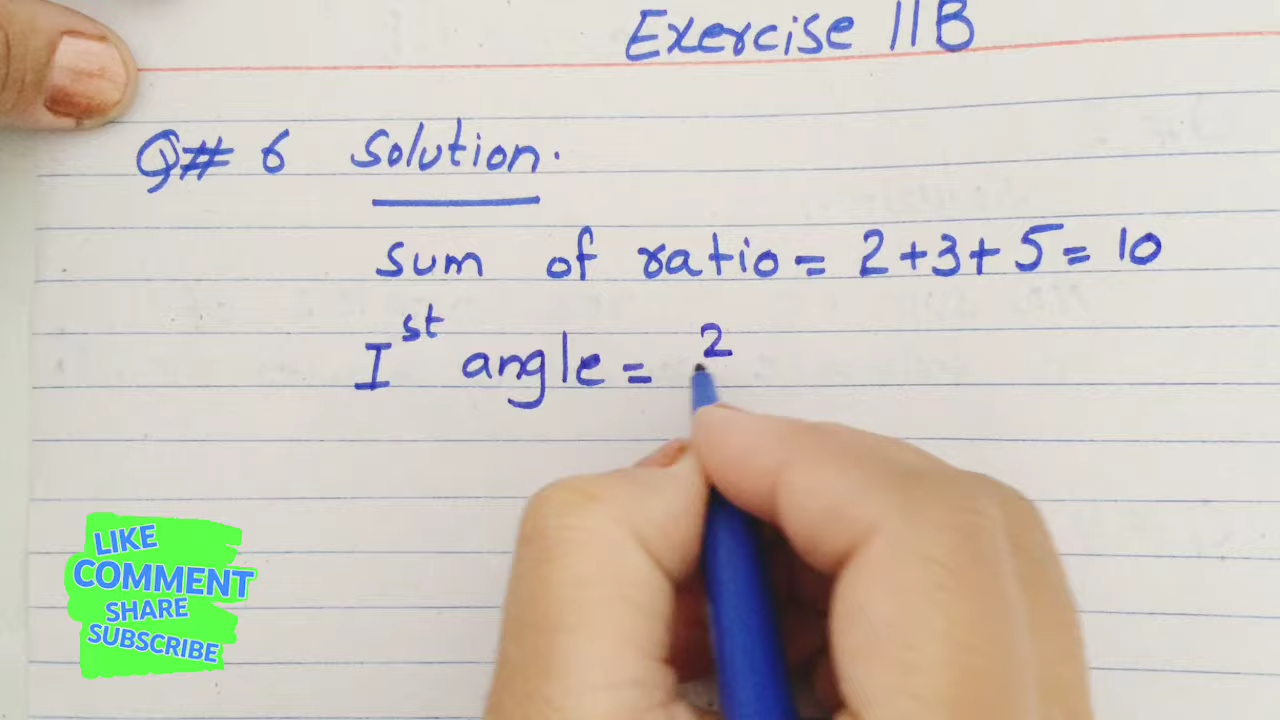 Exercise 11B
Q# 6 Solution.
Sum of ratio = 2+3+5= 10
Ist angle = 2
LIKE
COMMENT
SHARE
SUBSCRIBE